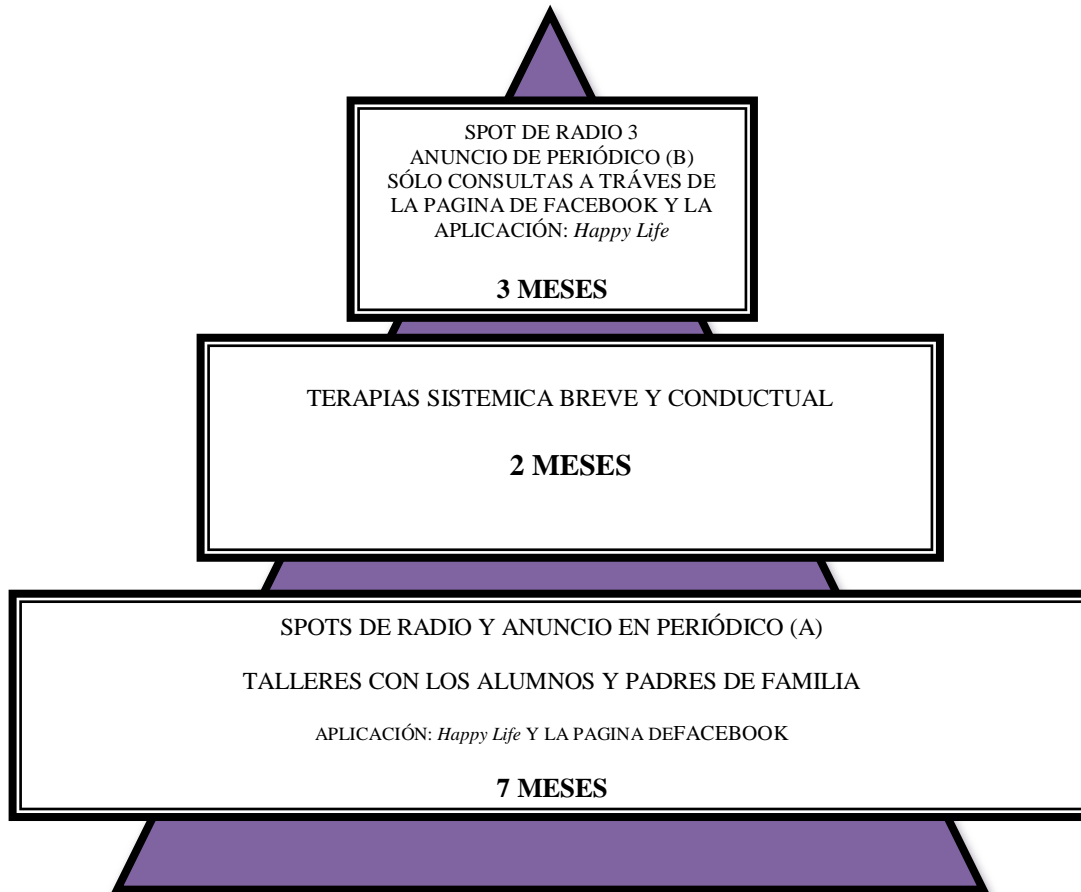 SPOT DE RADIO 3
ANUNCIO DE PERIÓDICO (B)
SÓLO CONSULTAS A TRÁVES DE
LA PAGINA DE FACEBOOK Y LA
APLICACIÓN: Happy Life
3 MESES
TERAPIAS SISTEMICA BREVE Y CONDUCTUAL
2 MESES
SPOTS DE RADIO Y ANUNCIO EN PERIÓDICO (A)
TALLERES CON LOS ALUMNOS Y PADRES DE FAMILIA
APLICACIÓN: Happy Life Y LA PAGINA DEFACEBOOK
7 MESES